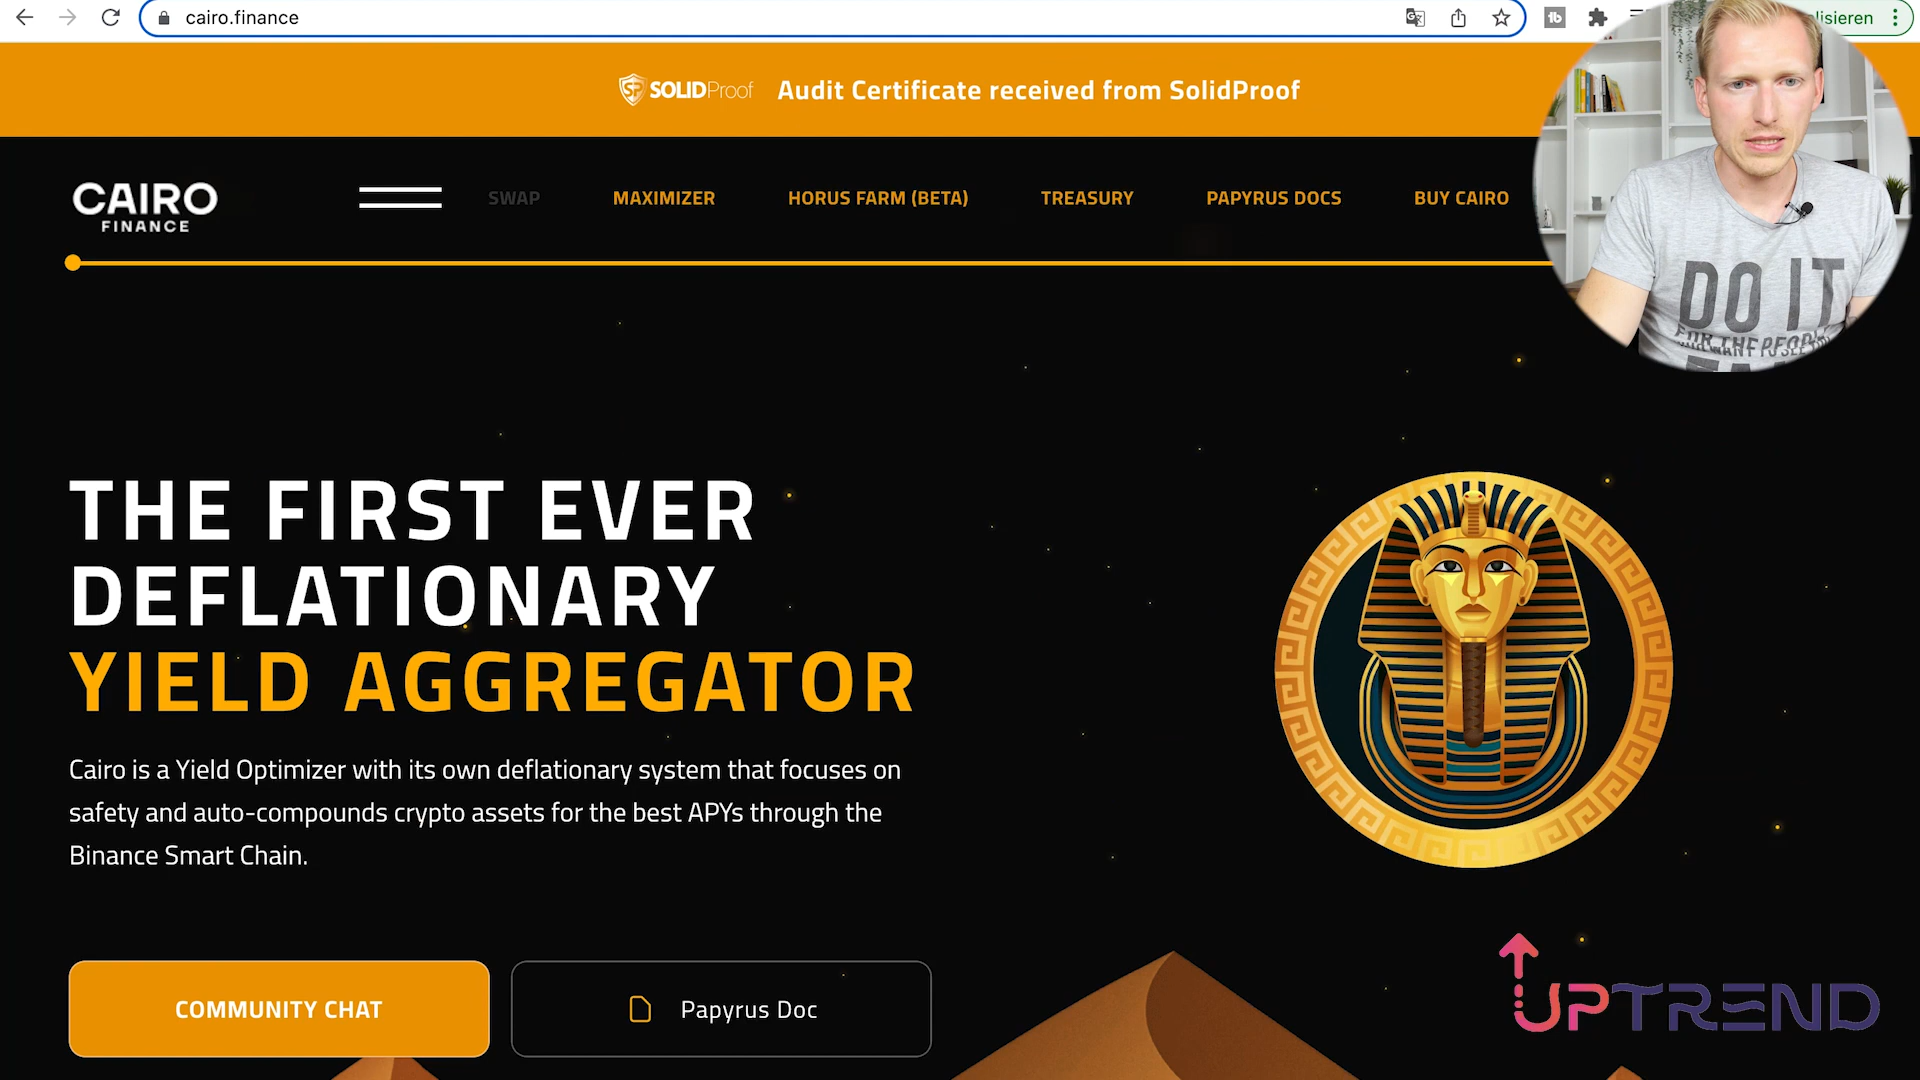 cairo.finance
isieren
SOLIDProof
Audit Certificate received from SolidProof
CAIRO
FINANCE
SWAP
MAXIMIZER
HORUS FARM (BETA)
TREASURY
PAPYRUS DOCS
BUY CAIRO
DO IT
THE FIRST EVER
DEFLATIONARY
YIELD AGGREGATOR
Cairo is a Yield Optimizer with its own deflationary system that focuses on
safety and auto-compounds crypto assets for the best APYs through the
Binance Smart Chain.
COMMUNITY CHAT
Papyrus Doc
UPTREND